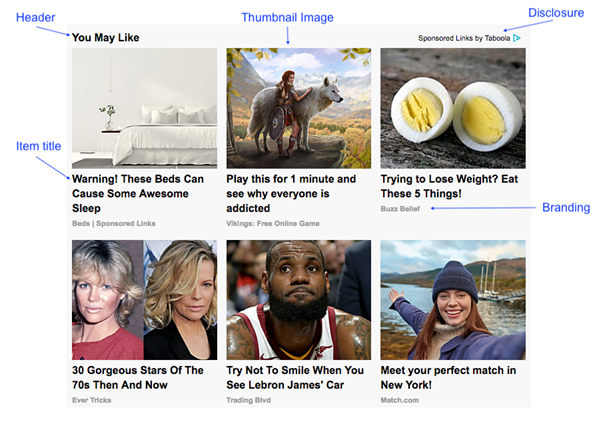 Header
Thumbnail Image
Disclosure
You May Like
Sponsored Links by Taboola
Item title
Warning! These Beds Can
Cause Some Awesome
Sleep
Beds | Sponsored Links
Play this for 1 minute and
see why everyone is
addicted
Vikings: Free Online Game
Trying to Lose Weight? Eat
These 5 Things!
Buzz Belief
Branding
30 Gorgeous Stars Of The
70s Then And Now
Ever Tricks
Try Not To Smile When You
See Lebron James' Car
Trading Blvd
Meet your perfect match in
New York!
Match.com